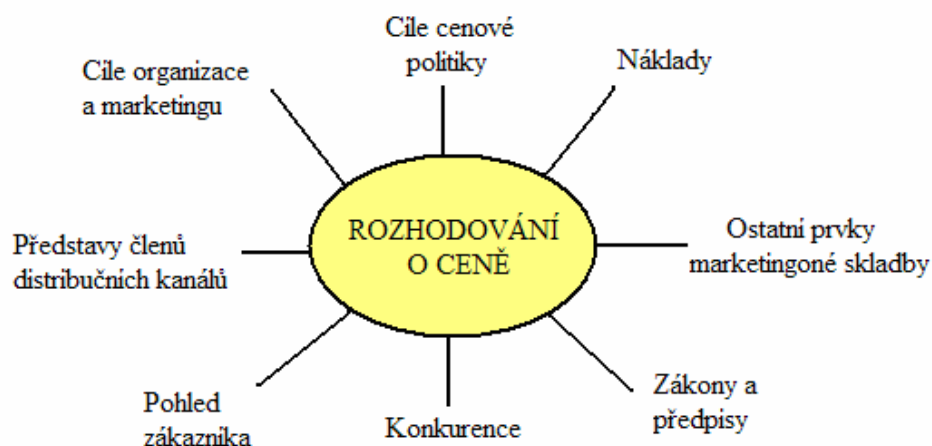 Cíle cenové
politiky
Náklady
Cíle organizace
a marketingu
ROZHODOVÁNÍ
O CENĚ
Představy členů
distribučních kanálů
Ostatní prvky
marketingoné skladby
Pohled
zákazníka
Konkurence
Zákony a
předpisy